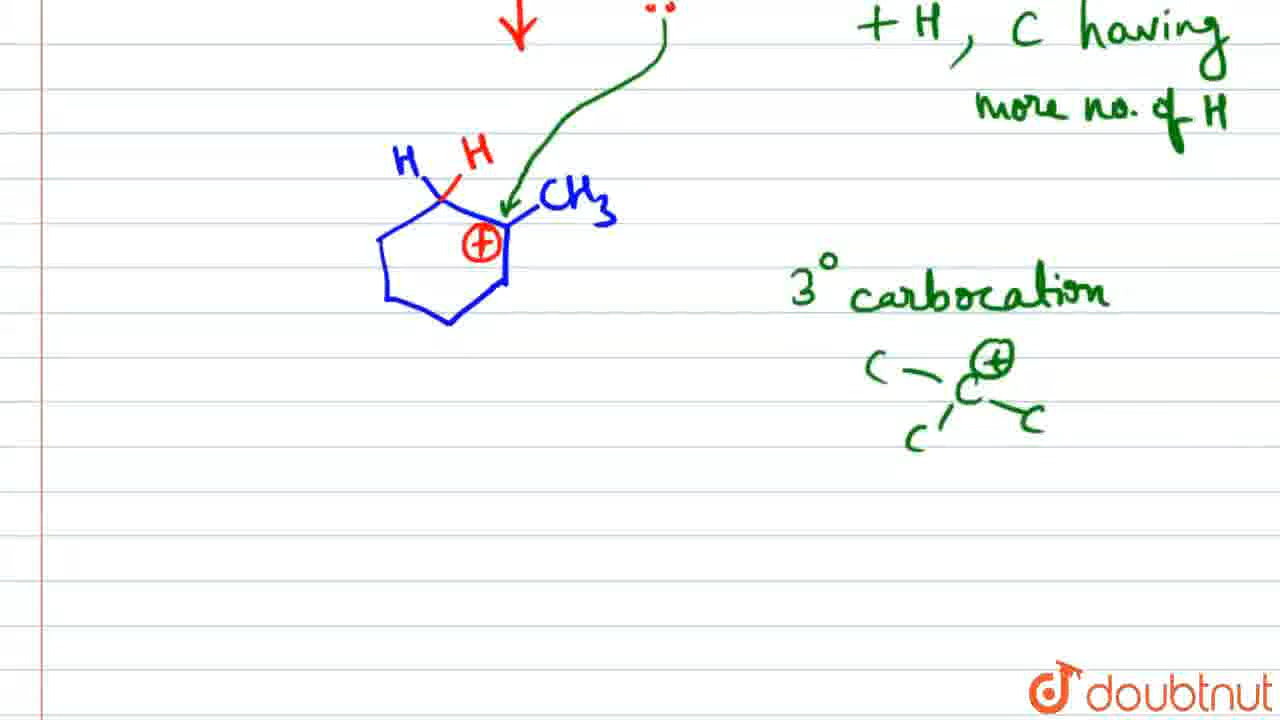 + H, C having
more no. of H
H H
CH3
+
3° carbocation
C C + C
C
doubtnut